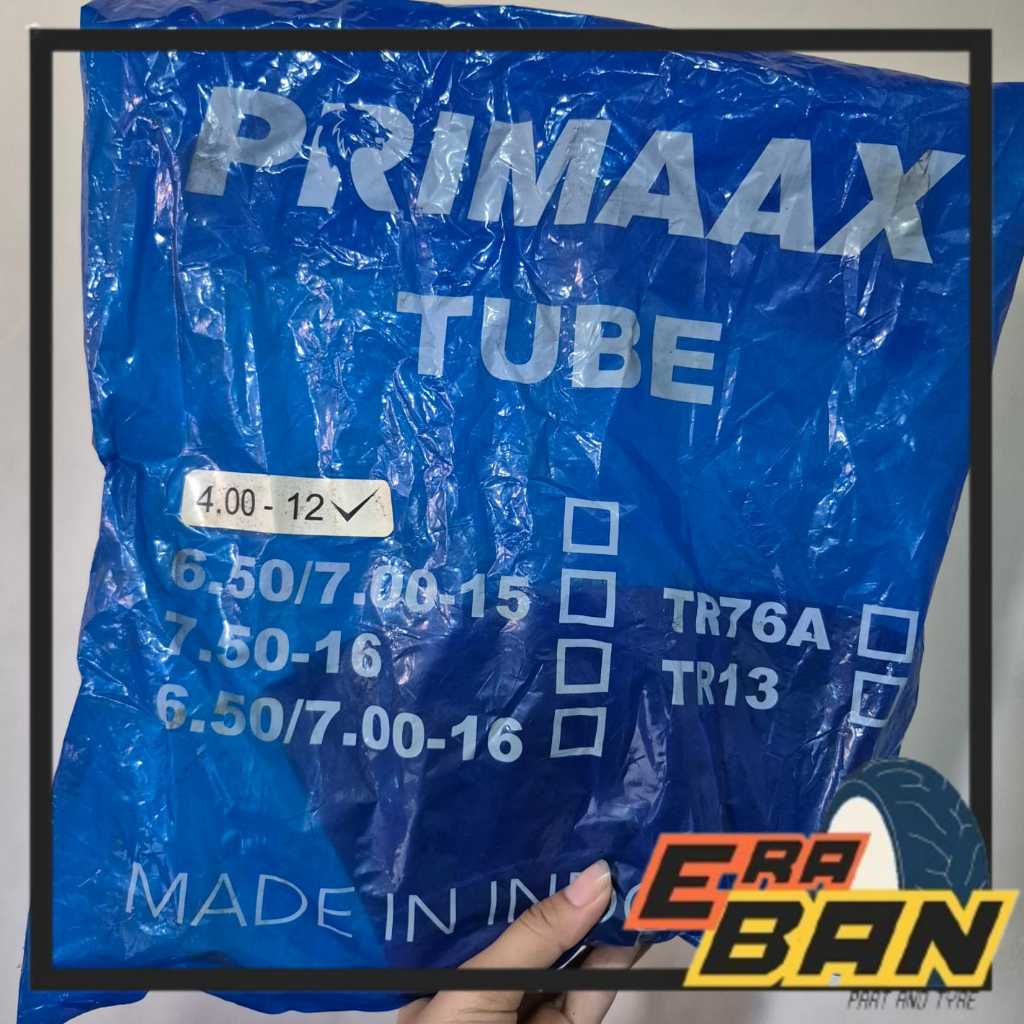 PRIMAAX
TUBE
4.00 - 12 ✓
6.50/7.00-15
7.50-16
6.50/7.00-16
TR76A
TR13
MADE IN
ERA
BAN
PART AND TYRE